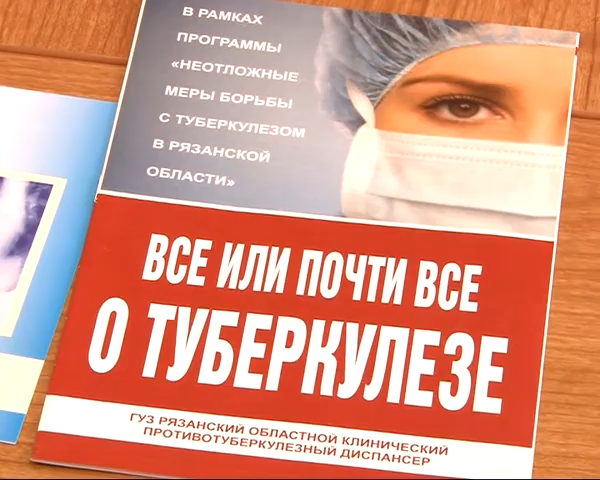 В РАМКАХ
ПРОГРАММЫ
«НЕОТЛОЖНЫЕ
МЕРЫ БОРЬБЫ
С ТУБЕРКУЛЕЗОМ
В РЯЗАНСКОЙ
ОБЛАСТИ»
ВСЕ ИЛИ ПОЧТИ ВСЕ
О ТУБЕРКУЛЕЗЕ
ГУЗ РЯЗАНСКИЙ ОБЛАСТНОЙ КЛИНИЧЕСКИЙ
ПРОТИВОТУБЕРКУЛЕЗНЫЙ ДИСПАНСЕР